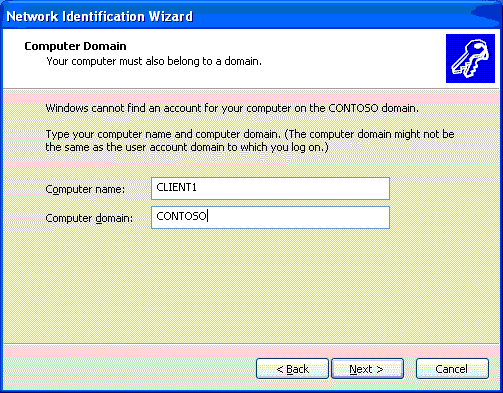 Network Identification Wizard
Computer Domain
Your computer must also belong to a domain.
Windows cannot find an account for your computer on the CONTOSO domain.
Type your computer name and computer domain. (The computer domain might not be
the same as the user account domain to which you log on.)
Computer name: CLIENT1
Computer domain: CONTOSO
< Back Next > Cancel